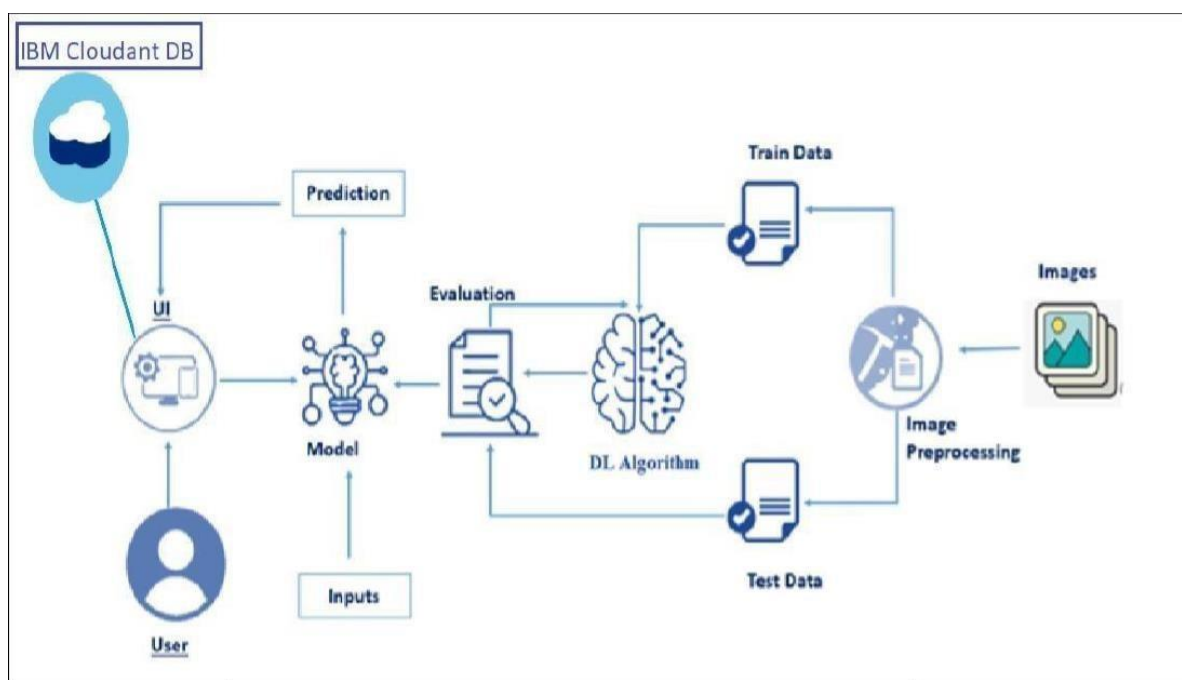 IBM Cloudant DB
Train Data
Prediction
Images
Evaluation
UI
Image
Preprocessing
Model
DL Algorithm
Test Data
Inputs
User